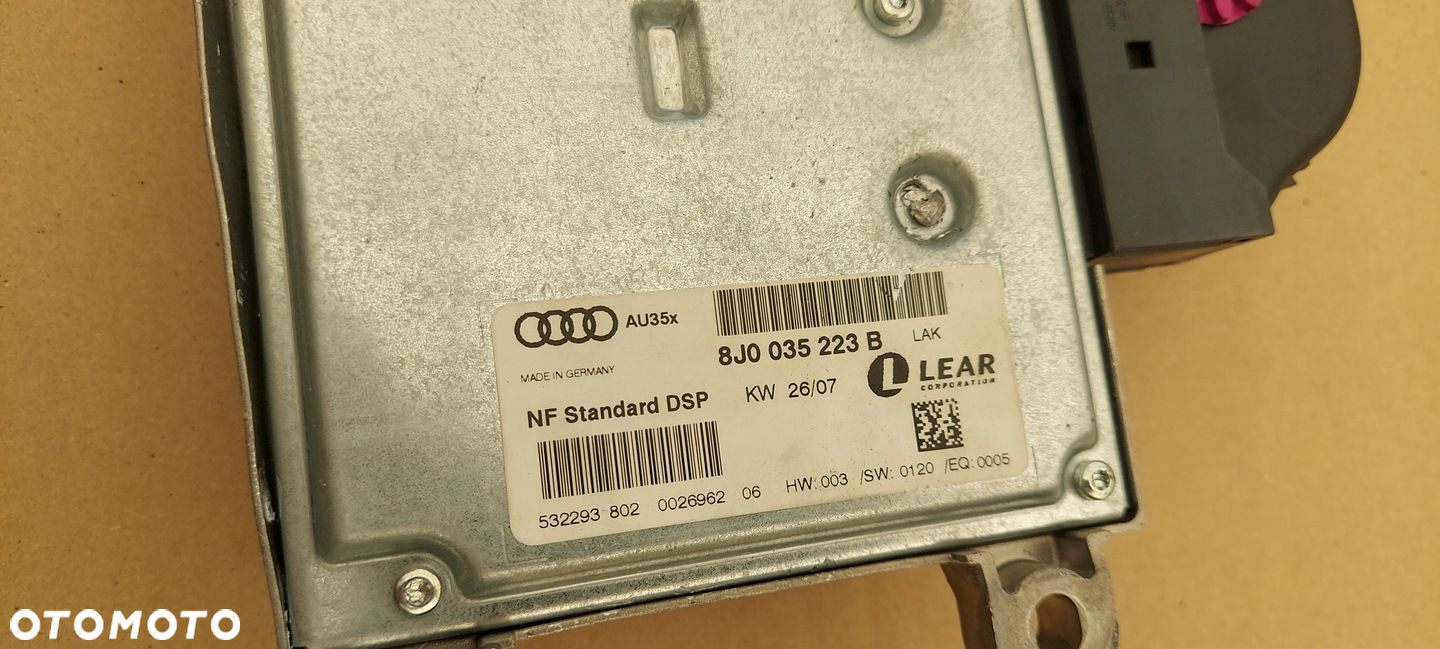 AU35x
8J0 035 223 B LAK
MADE IN GERMANY
LEAR
CORPORATION
NF Standard DSP KW 26/07
532293 802 0026962 06 HW:003 /SW: 0120 /EQ:0005
OTOMOTO